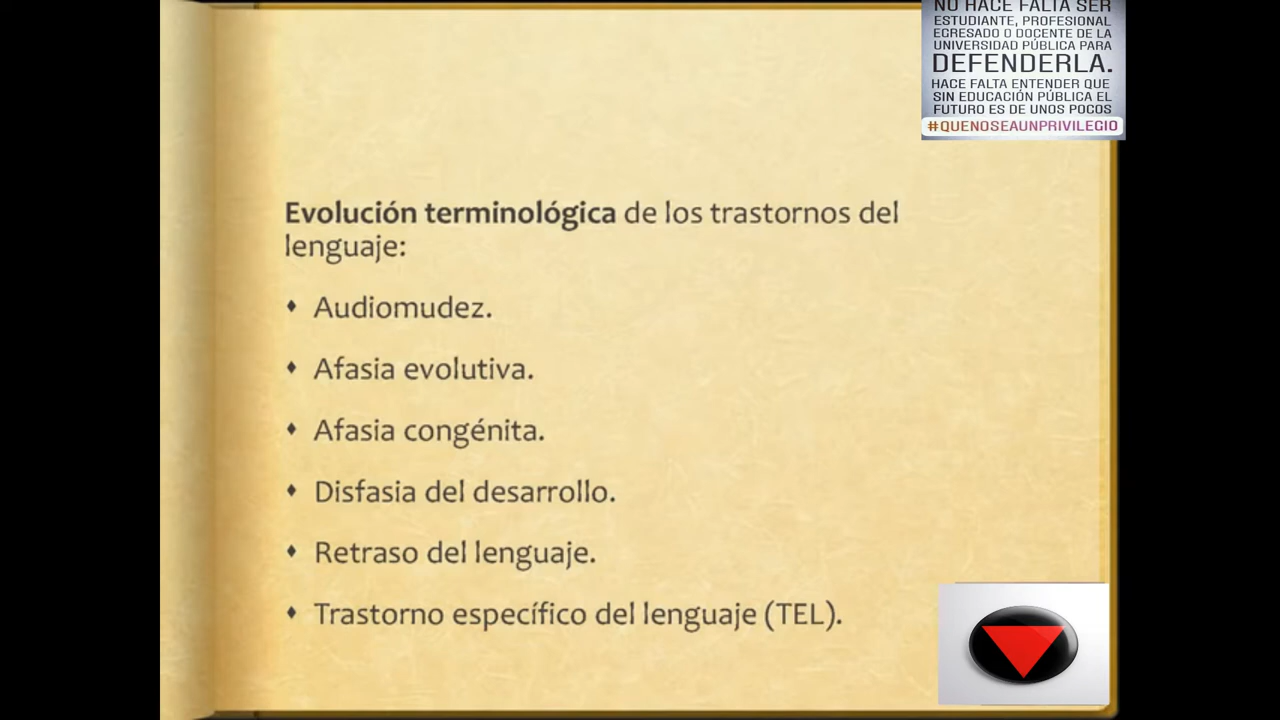 NO HACE FALTA SER
ESTUDIANTE, PROFESIONAL
EGRESADO O DOCENTE DE LA
UNIVERSIDAD PÚBLICA PARA
DEFENDERLA.
HACE FALTA ENTENDER QUE
SIN EDUCACIÓN PÚBLICA EL
FUTURO ES DE UNOS POCOS
#QUENOSEAUNPRIVILEGIO
Evolución terminológica de los trastornos del
lenguaje:
• Audiomudez.
• Afasia evolutiva.
• Afasia congénita.
• Disfasia del desarrollo.
• Retraso del lenguaje.
• Trastorno específico del lenguaje (TEL).